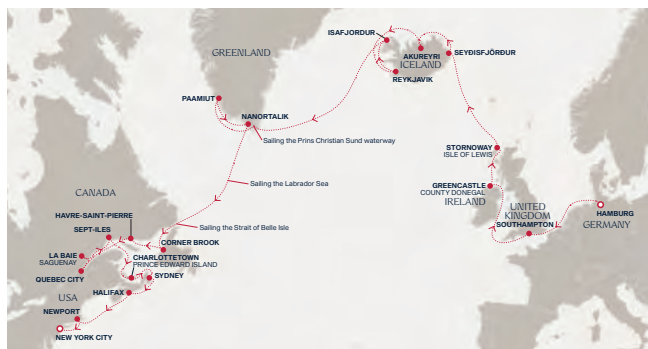 ISAFJORDUR
GREENLAND
AKUREYRI
ICELAND
SEYÐISFJÖRÐUR
REYKJAVIK
PAAMIUT
NANORTALIK
Sailing the Prins Christian Sund waterway
STORNOWAY
ISLE OF LEWIS
Sailing the Labrador Sea
GREENCASTLE
COUNTY DONEGAL
IRELAND
UNITED
KINGDOM
SOUTHAMPTON
HAMBURG
GERMANY
CANADA
HAVRE-SAINT-PIERRE
Sailing the Strait of Belle Isle
SEPT-ILES
CORNER BROOK
LA BAIE
SAGUENAY
CHARLOTTETOWN
PRINCE EDWARD ISLAND
QUEBEC CITY
SYDNEY
USA
HALIFAX
NEWPORT
NEW YORK CITY